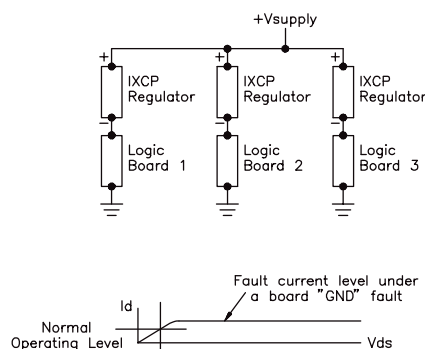 +Vsupply
+ + +
IXCP Regulator
IXCP Regulator
IXCP Regulator
− − −
Logic Board 1
Logic Board 2
Logic Board 3
Fault current level under
a board "GND" fault
Id
Normal
Operating Level
Vds